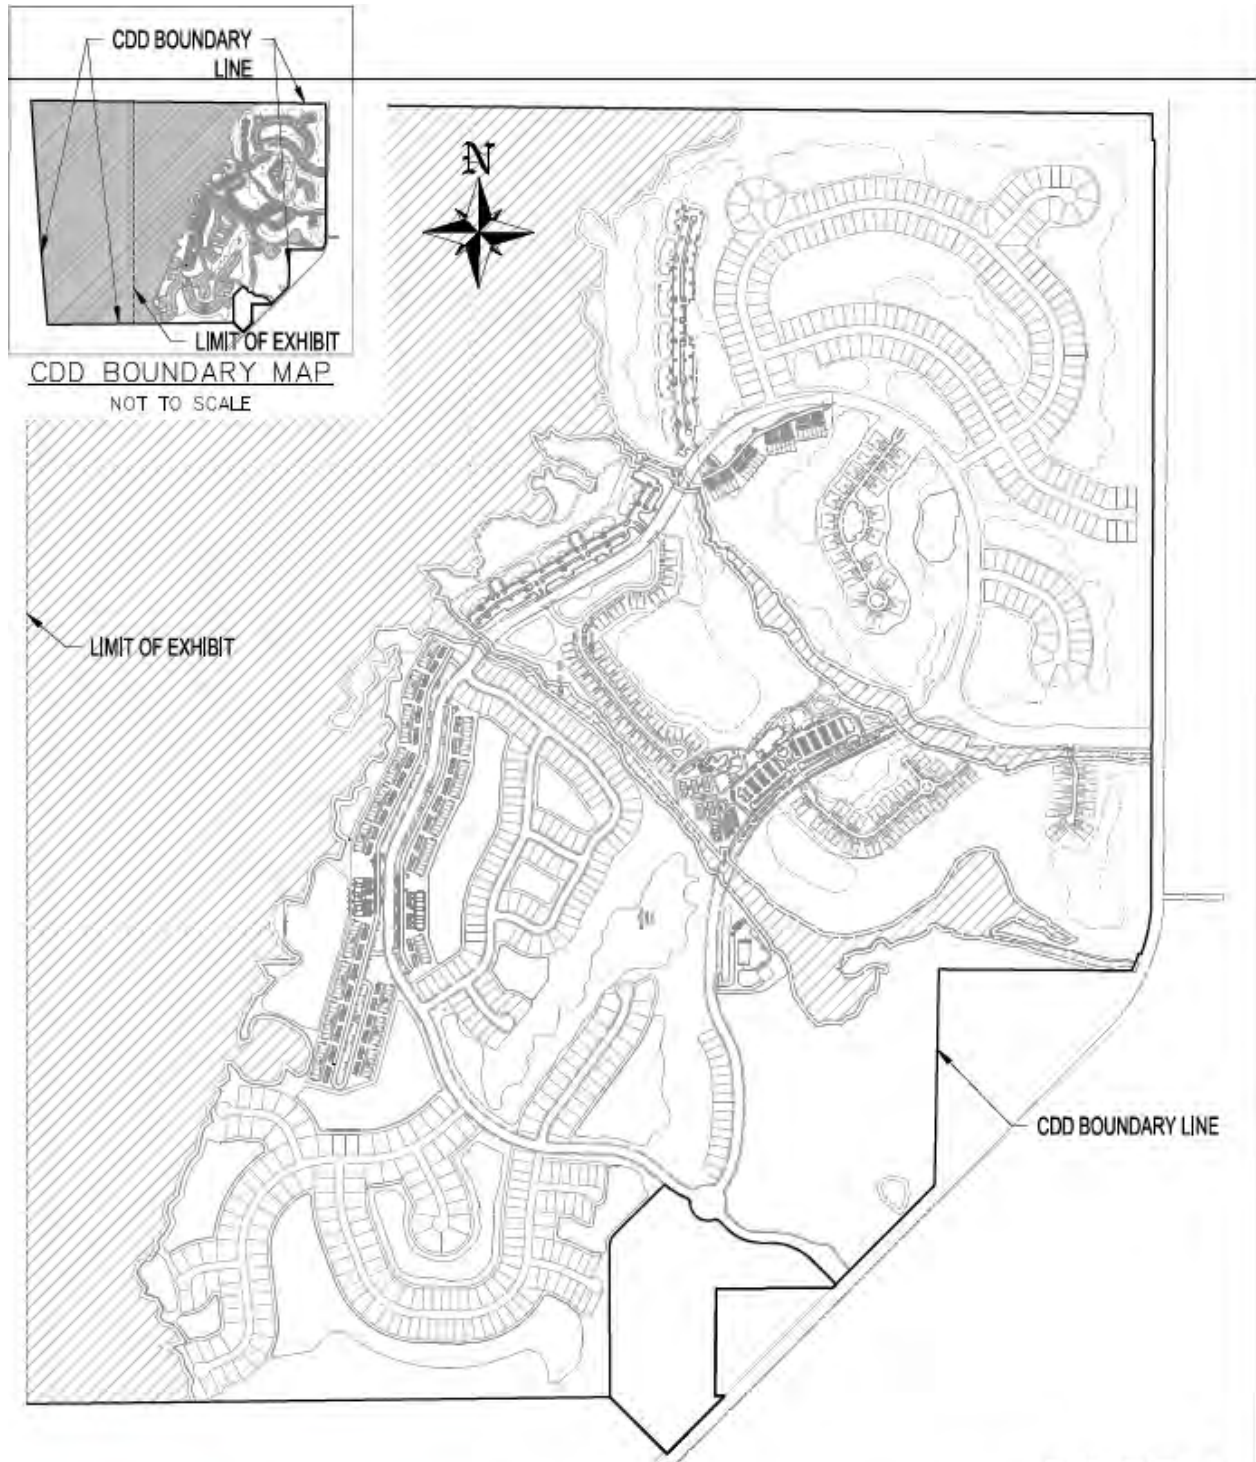 CDD BOUNDARY
LINE
LIMIT OF EXHIBIT
CDD BOUNDARY MAP
NOT TO SCALE
N
LIMIT OF EXHIBIT
CDD BOUNDARY LINE